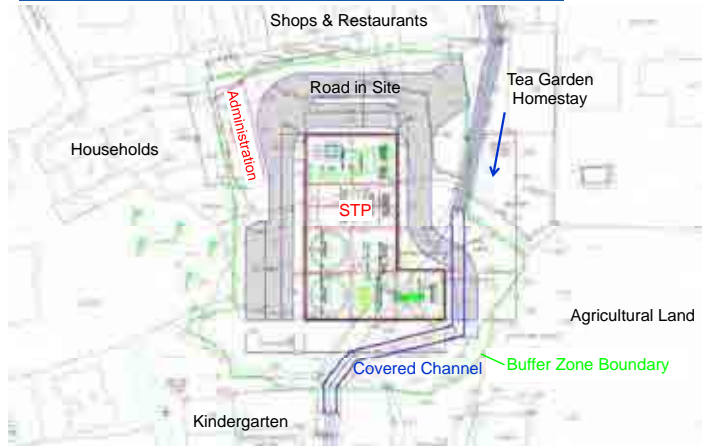 Shops & Restaurants
Road in Site
Tea Garden
Homestay
Administration
Households
STP
Agricultural Land
Buffer Zone Boundary
Covered Channel
Kindergarten